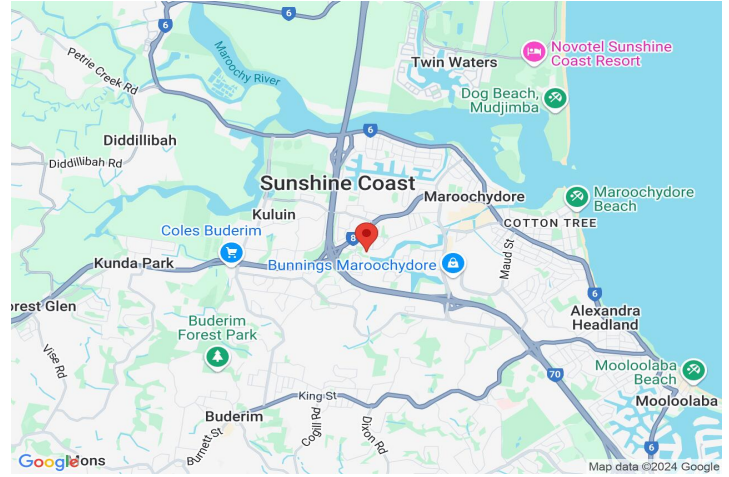 6
6
Petrie Creek Rd
Maroochy River
Twin Waters
Novotel Sunshine
Coast Resort
Dog Beach,
Mudjimba
6
Diddillibah
Diddillibah Rd
Sunshine Coast
Maroochydore
Maroochydore
Beach
Kuluin
COTTON TREE
Coles Buderim
8
Kunda Park
Bunnings Maroochydore
Maud St
orest Glen
6
Alexandra
Headland
Buderim
Forest Park
Vise Rd
70
Mooloolaba
Beach
King St
Mooloolaba
Buderim
Burnett St
Pill Rd
Cogill
Dixon Rd
6
Google
Mons
Map data ©2024 Google